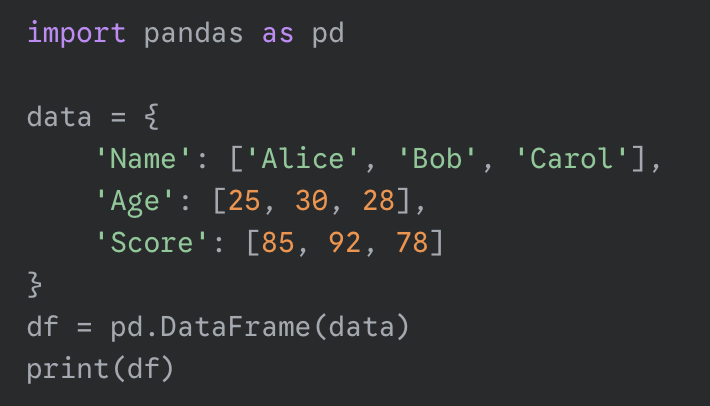 import pandas as pd

data = {
    'Name': ['Alice', 'Bob', 'Carol'],
    'Age': [25, 30, 28],
    'Score': [85, 92, 78]
}
df = pd.DataFrame(data)
print(df)